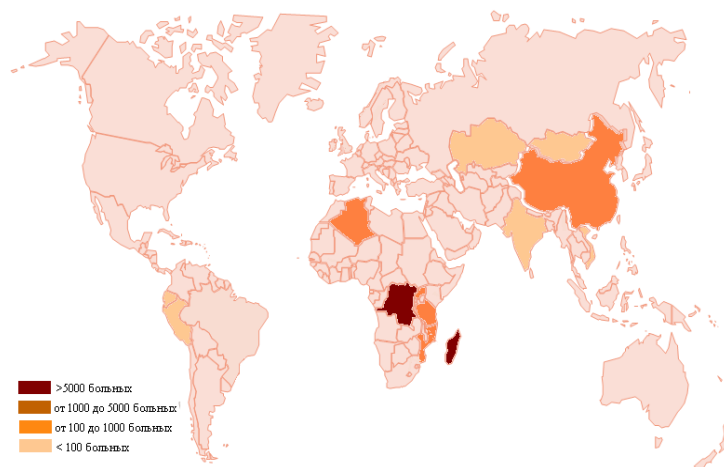 >5000 больных
от 1000 до 5000 больных
от 100 до 1000 больных
< 100 больных